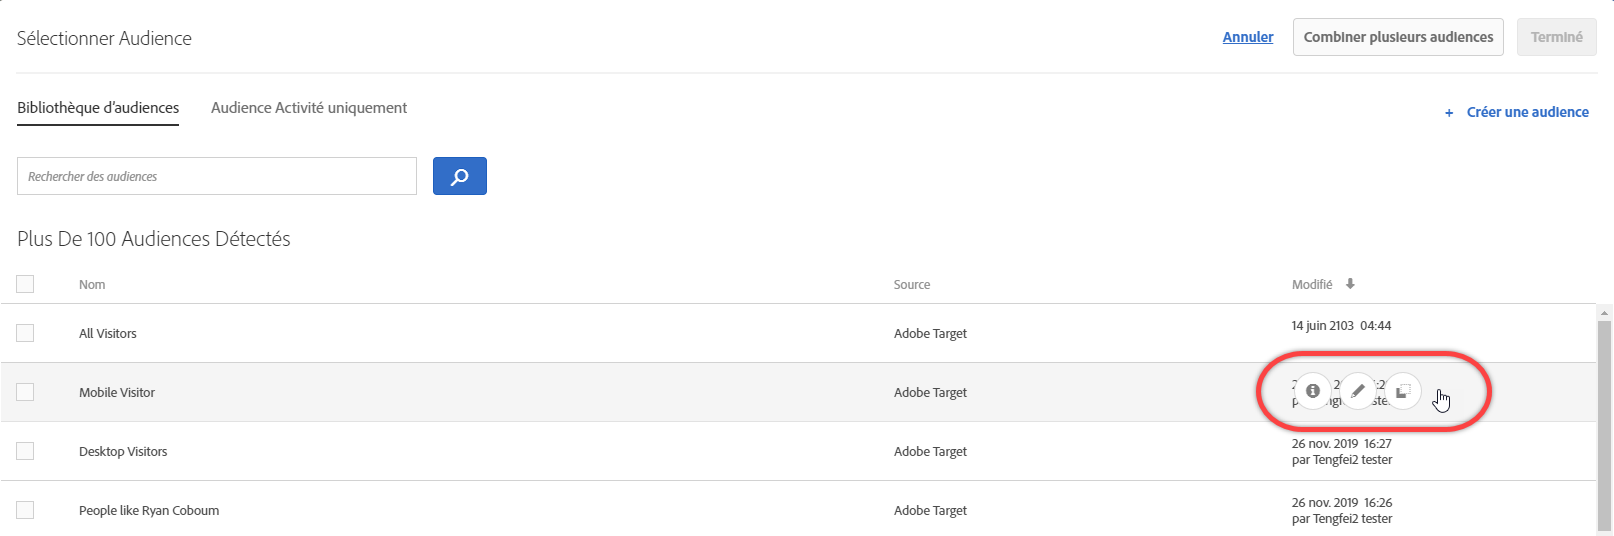 Sélectionner Audience
Annuler
Combiner plusieurs audiences
Terminé
Bibliothèque d'audiences
Audience Activité uniquement
+ Créer une audience
Rechercher des audiences
Plus De 100 Audiences Détectés
Nom
Source
Modifié
All Visitors
Adobe Target
14 juin 2103 04:44
Mobile Visitor
Adobe Target
Desktop Visitors
Adobe Target
26 nov. 2019 16:27
par Tengfei2 tester
People like Ryan Coboum
Adobe Target
26 nov. 2019 16:26
par Tengfei2 tester